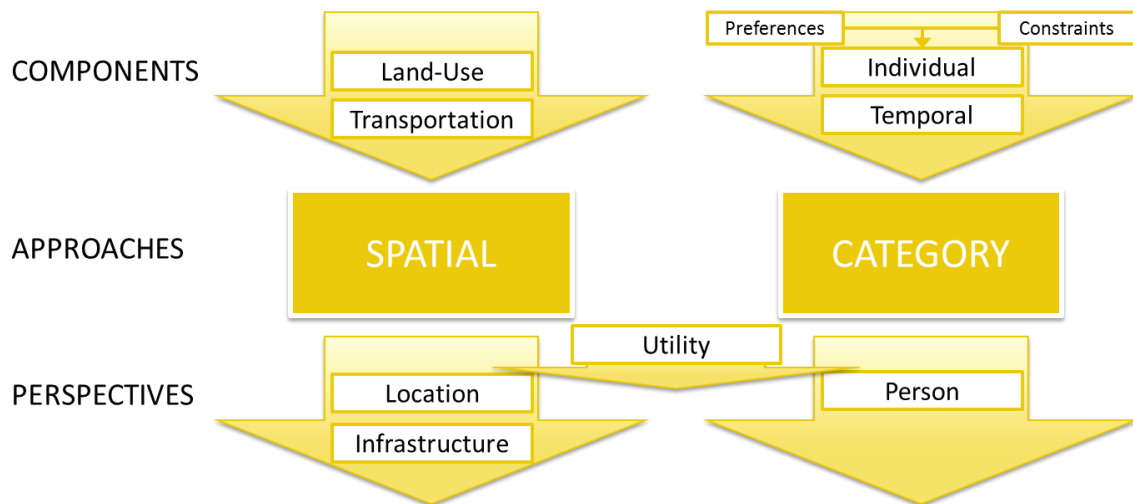 Preferences
Constraints
COMPONENTS
Land-Use
Individual
Transportation
Temporal
APPROACHES
SPATIAL
CATEGORY
Utility
PERSPECTIVES
Location
Person
Infrastructure